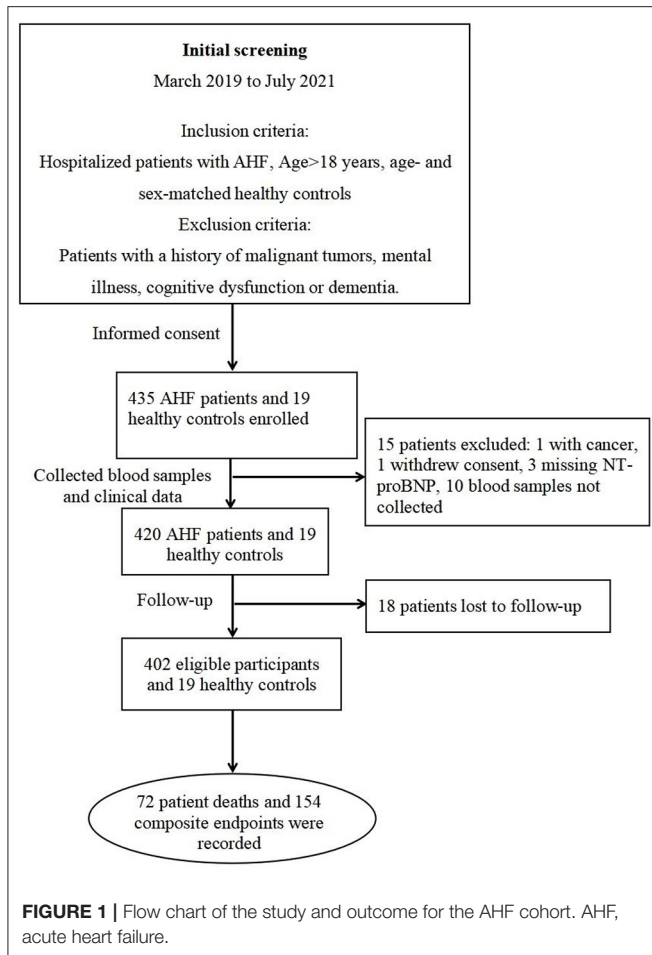 Initial screening
March 2019 to July 2021
Inclusion criteria:
Hospitalized patients with AHF, Age>18 years, age- and
sex-matched healthy controls
Exclusion criteria:
Patients with a history of malignant tumors, mental
illness, cognitive dysfunction or dementia.
Informed consent
435 AHF patients and 19
healthy controls enrolled
Collected blood samples
and clinical data
15 patients excluded: 1 with cancer,
1 withdrew consent, 3 missing NT-
proBNP, 10 blood samples not
collected
420 AHF patients and 19
healthy controls
Follow-up
18 patients lost to follow-up
402 eligible participants
and 19 healthy controls
72 patient deaths and 154
composite endpoints were
recorded
FIGURE 1 | Flow chart of the study and outcome for the AHF cohort. AHF,
acute heart failure.